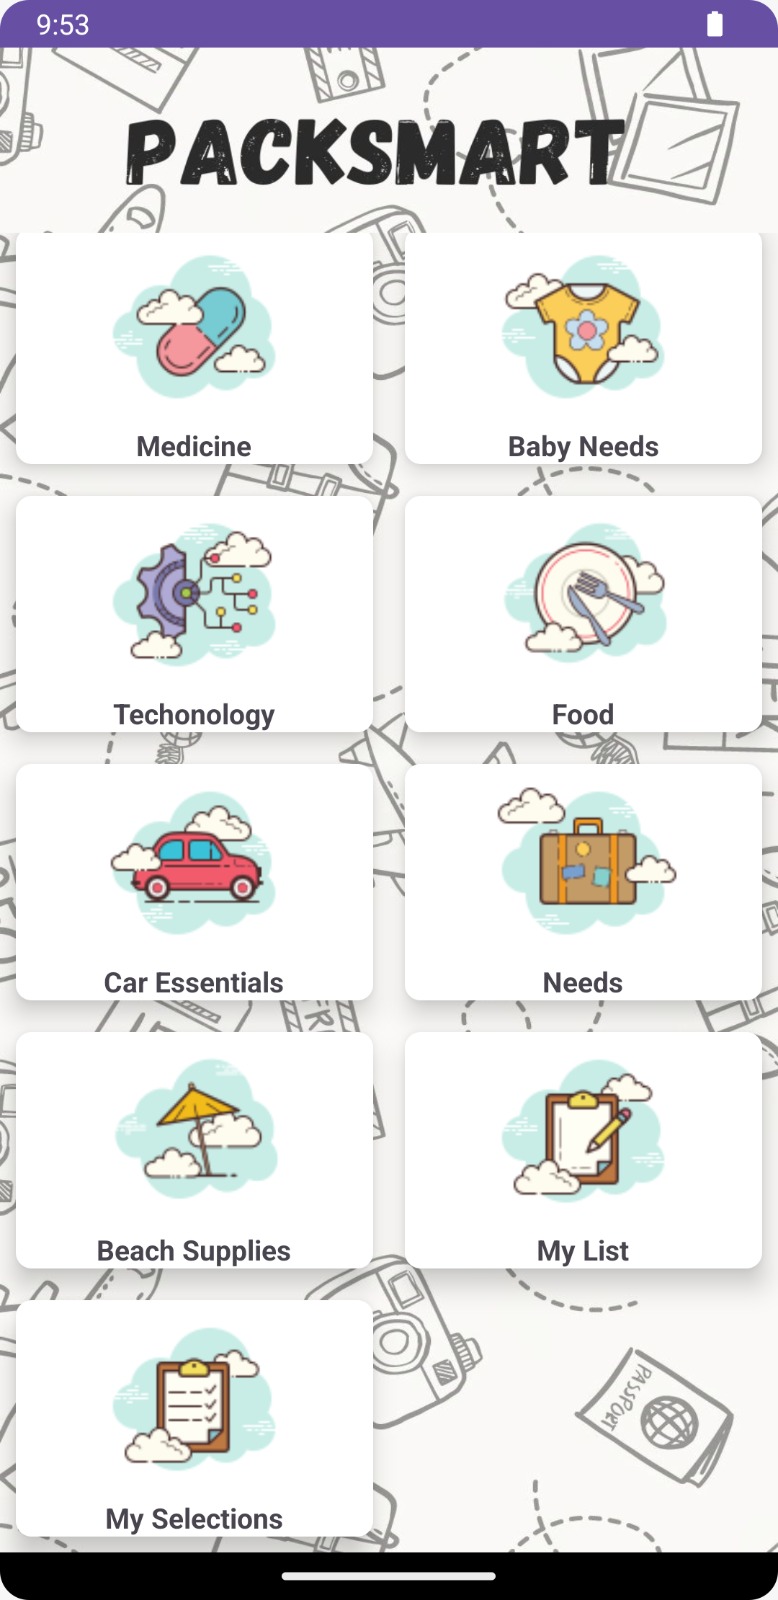 9:53
PACKSMART
Medicine
Baby Needs
Techonology
Food
Car Essentials
Needs
Beach Supplies
My List
My Selections
PASSPORT